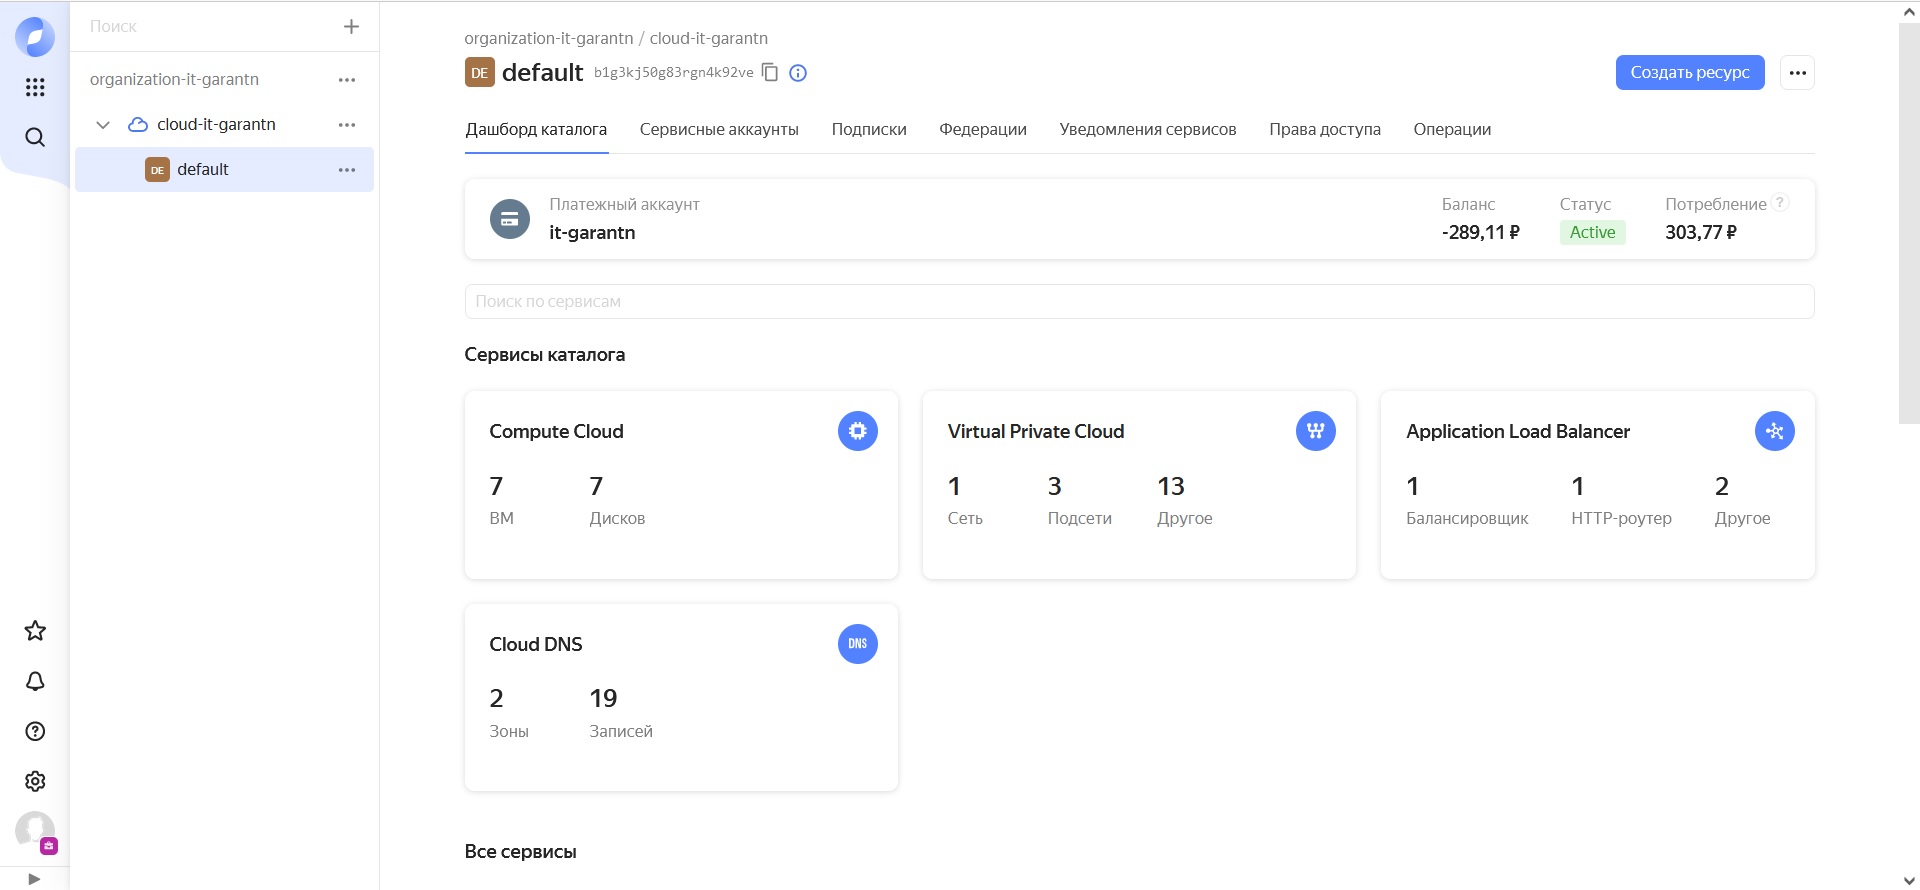 Поиск
organization-it-garantn
cloud-it-garantn
DE default
organization-it-garantn / cloud-it-garantn
DE default b1g3kj50g83rgn4k92ve
Создать ресурс
Дашборд каталога Сервисные аккаунты Подписки Федерации Уведомления сервисов Права доступа Операции
Платежный аккаунт
it-garantn
Баланс
-289,11 ₽
Статус
Active
Потребление ?
303,77 ₽
Поиск по сервисам
Сервисы каталога
Compute Cloud
7 7
ВМ Дисков
Virtual Private Cloud
1 3 13
Сеть Подсети Другое
Application Load Balancer
1 1 2
Балансировщик HTTP-роутер Другое
Cloud DNS
DNS
2 19
Зоны Записей
Все сервисы